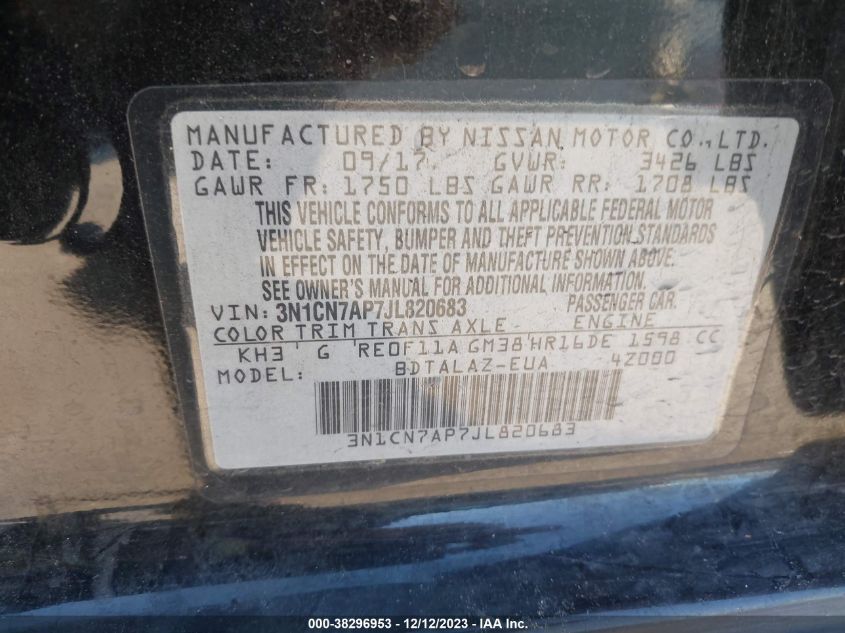 MANUFACTURED BY NISSAN MOTOR CO., LTD.
DATE: 09/17 GVWR: 3426 LBS
GAWR FR: 1750 LBS GAWR RR: 1708 LBS
THIS VEHICLE CONFORMS TO ALL APPLICABLE FEDERAL MOTOR
VEHICLE SAFETY, BUMPER AND THEFT PREVENTION STANDARDS
IN EFFECT ON THE DATE OF MANUFACTURE SHOWN ABOVE.
SEE OWNER'S MANUAL FOR ADDITIONAL INFORMATION.
VIN: 3N1CN7AP7JL820683 PASSENGER CAR
COLOR TRIM TRANS AXLE ENGINE
KH3 G RE0F11A GM38 HR16DE 1598 CC
MODEL: BDTALAZ-EUA 4Z000
3N1CN7AP7JL820683
000-38296953 - 12/12/2023 - IAA Inc.